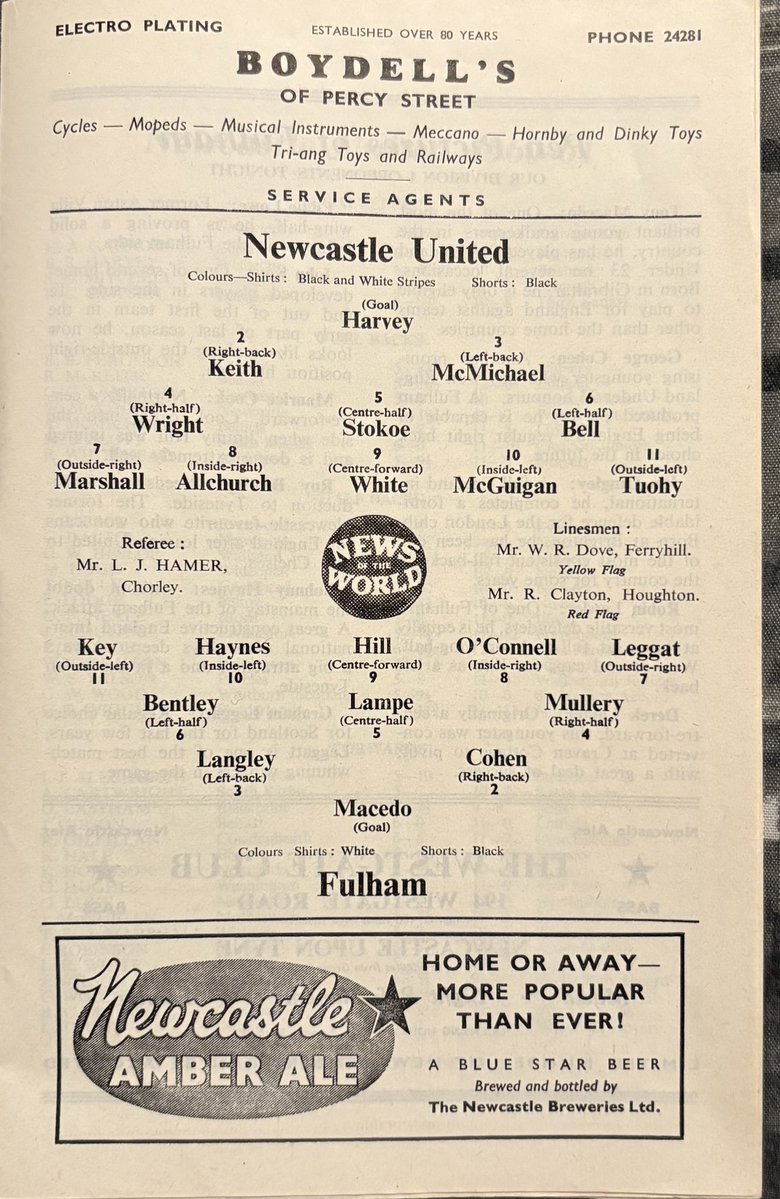 ELECTRO PLATING ESTABLISHED OVER 80 YEARS PHONE 24281
BOYDELL'S
OF PERCY STREET
Cycles — Mopeds — Musical Instruments — Meccano — Hornby and Dinky Toys
Tri-ang Toys and Railways
SERVICE AGENTS
Newcastle United
Colours—Shirts: Black and White Stripes Shorts: Black
(Goal)
Harvey
2 3
(Right-back) (Left-back)
Keith McMichael
4 5 6
(Right-half) (Centre-half) (Left-half)
Wright Stokoe Bell
7 8 9 10 11
(Outside-right) (Inside-right) (Centre-forward) (Inside-left) (Outside-left)
Marshall Allchurch White McGuigan Tuohy
Referee:
Mr. L. J. HAMER,
Chorley.
NEWS
OF THE
WORLD
Linesmen:
Mr. W. R. Dove, Ferryhill.
Yellow Flag
Mr. R. Clayton, Houghton.
Red Flag
Key Haynes Hill O'Connell Leggat
(Outside-left) (Inside-left) (Centre-forward) (Inside-right) (Outside-right)
11 10 9 8 7
Bentley Lampe Mullery
(Left-half) (Centre-half) (Right-half)
6 5 4
Langley Cohen
(Left-back) (Right-back)
3 2
Macedo
(Goal)
Colours Shirts: White Shorts: Black
Fulham
Newcastle
AMBER ALE
HOME OR AWAY—
MORE POPULAR
THAN EVER!
A BLUE STAR BEER
Brewed and bottled by
The Newcastle Breweries Ltd.